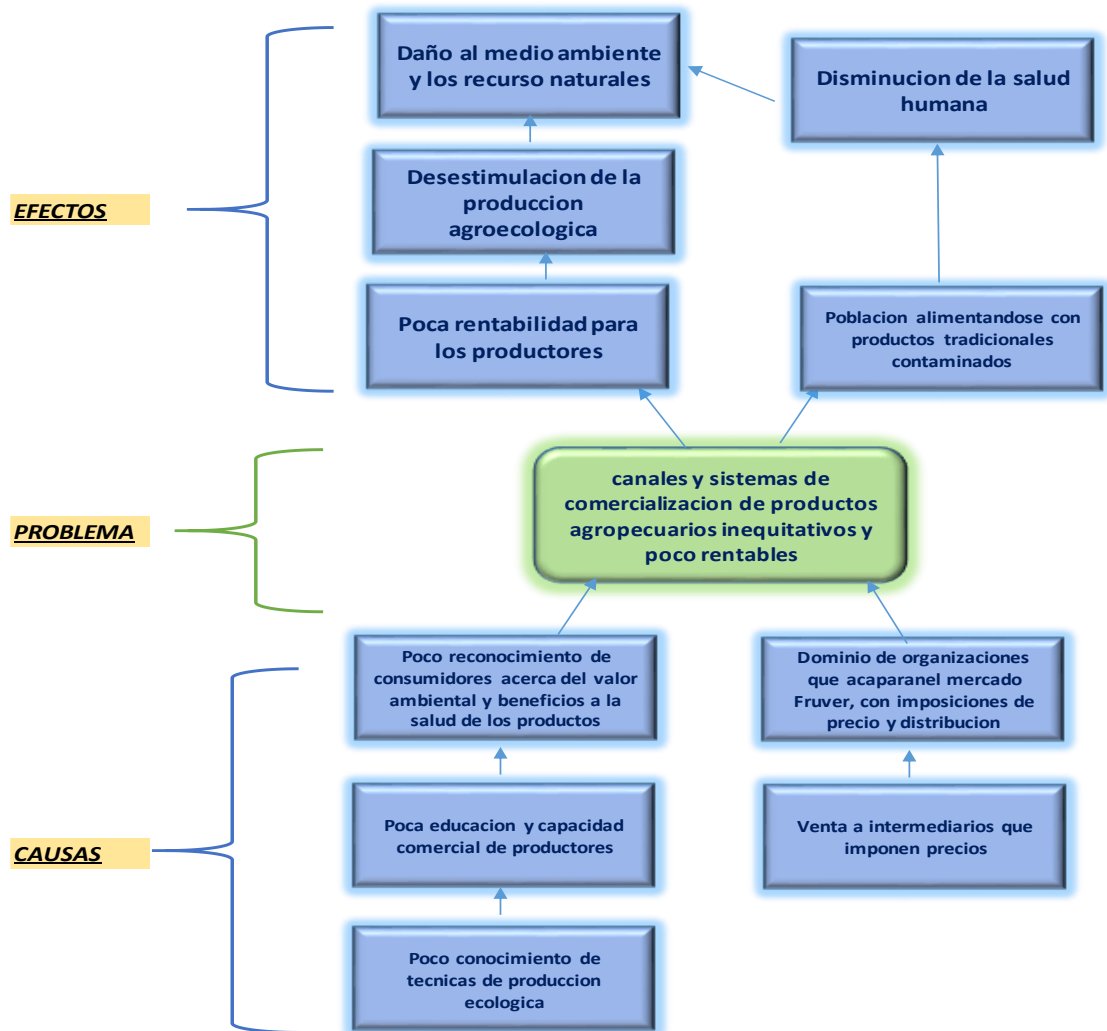 Daño al medio ambiente
y los recurso naturales
Disminucion de la salud
humana
EFECTOS
Desestimulacion de la
produccion
agroecologica
Poca rentabilidad para
los productores
Poblacion alimentandose con
productos tradicionales
contaminados
PROBLEMA
canales y sistemas de
comercializacion de productos
agropecuarios inequitativos y
poco rentables
Poco reconocimiento de
consumidores acerca del valor
ambiental y beneficios a la
salud de los productos
Dominio de organizaciones
que acaparanel mercado
Fruver, con imposiciones de
precio y distribucion
CAUSAS
Poca educacion y capacidad
comercial de productores
Venta a intermediarios que
imponen precios
Poco conocimiento de
tecnicas de produccion
ecologica